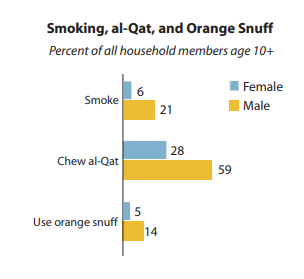 Smoking, al-Qat, and Orange Snuff
Percent of all household members age 10+
Female
Male
Smoke
6
21
Chew al-Qat
28
59
Use orange snuff
5
14